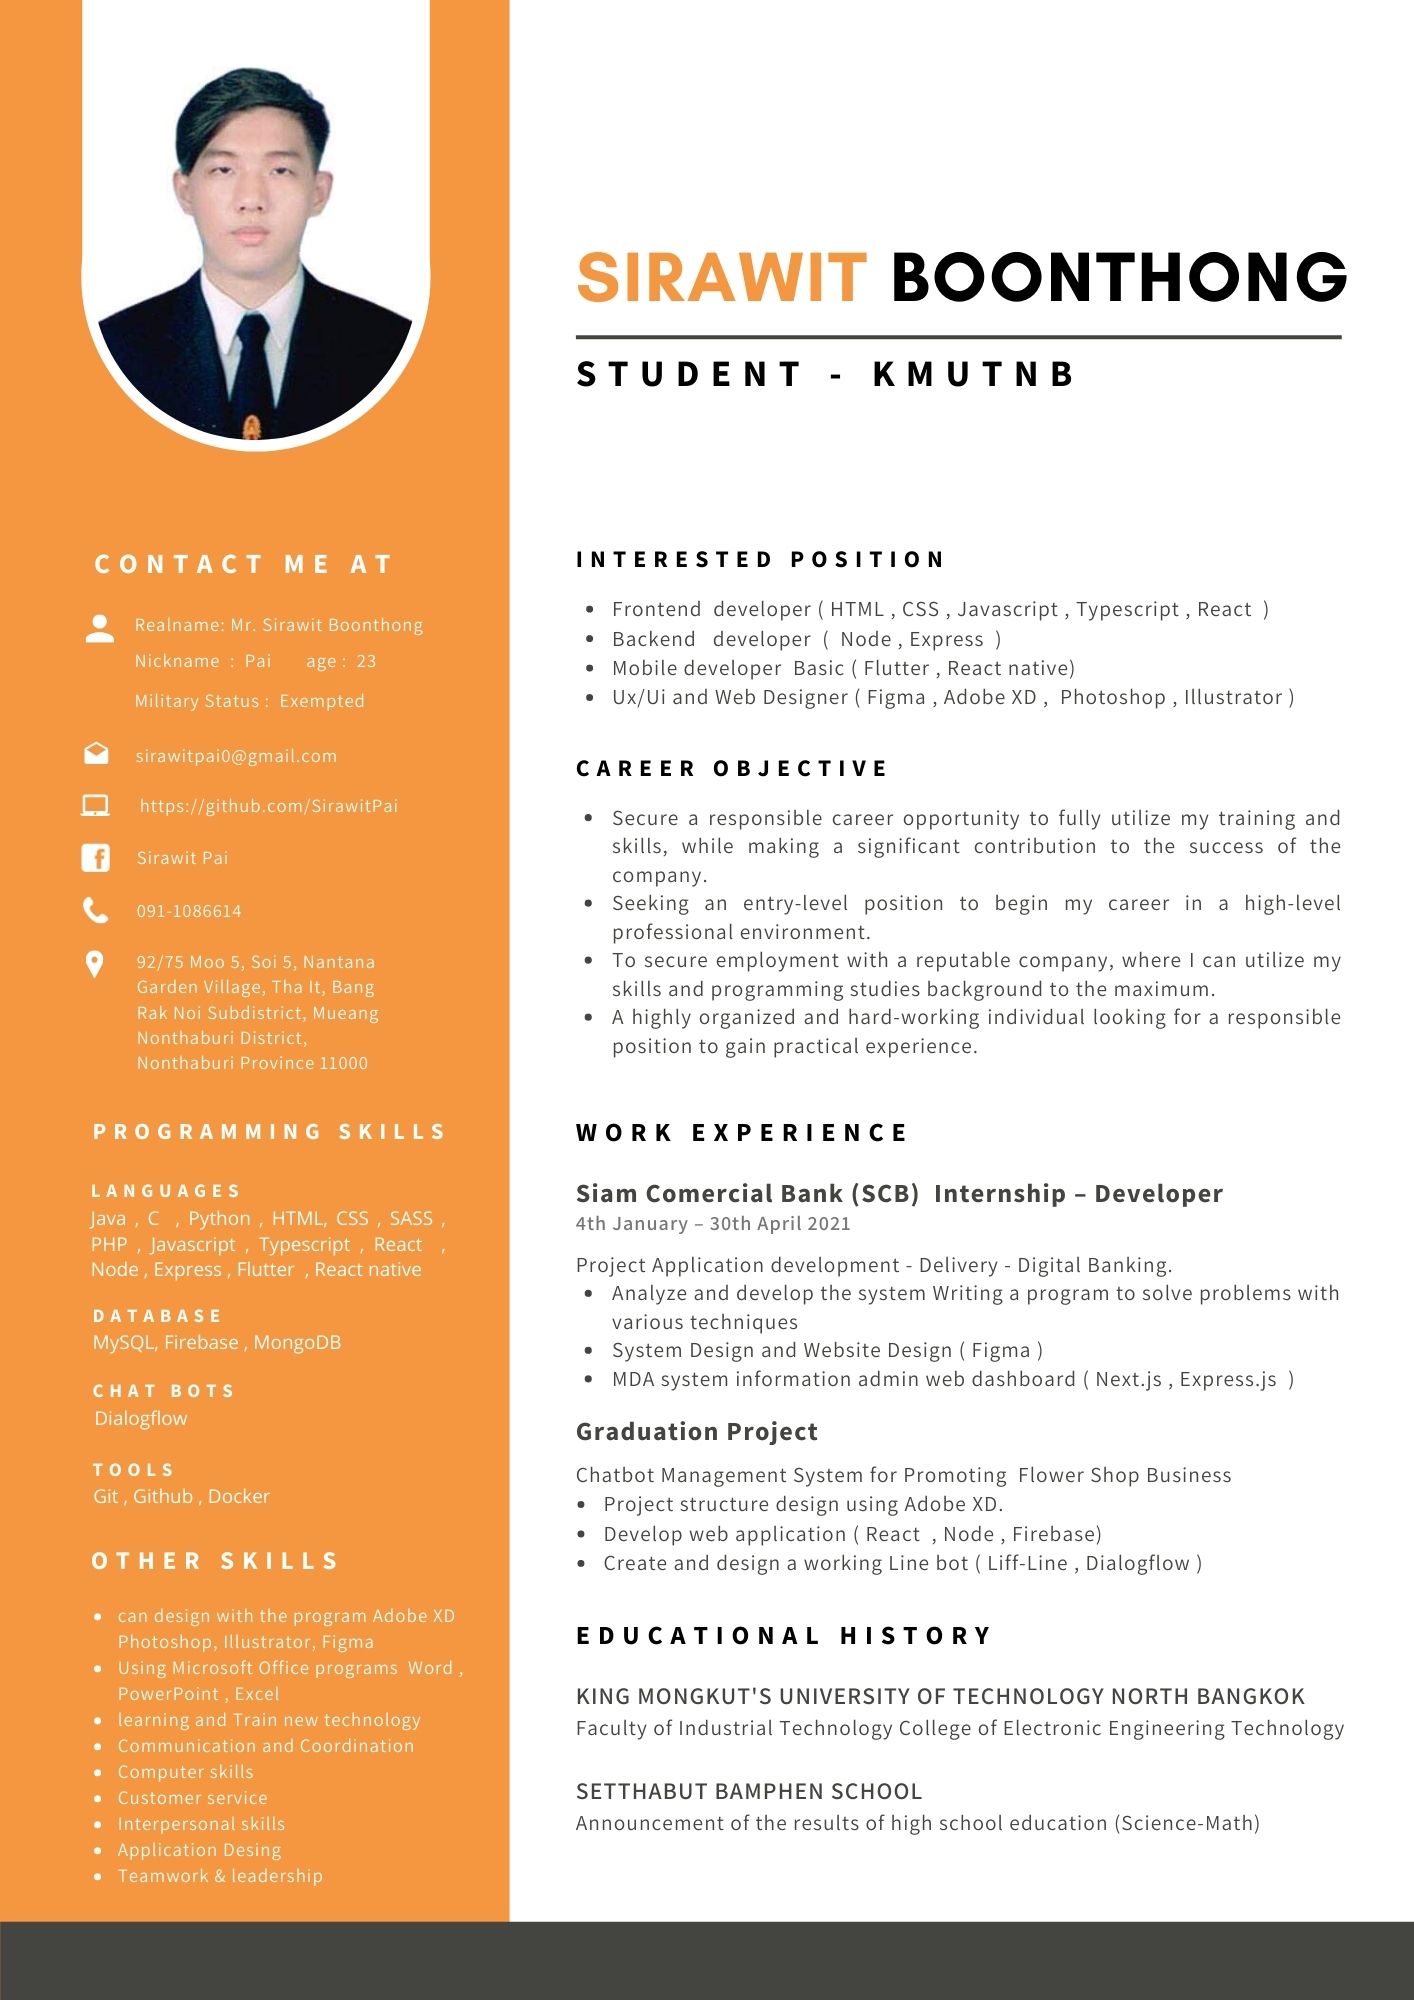 SIRAWIT BOONTHONG
STUDENT - KMUTNB
CONTACT ME AT
Realname: Mr. Sirawit Boonthong
Nickname : Pai age : 23
Military Status : Exempted
sirawitpai0@gmail.com
https://github.com/SirawitPai
Sirawit Pai
091-1086614
92/75 Moo 5, Soi 5, Nantana
Garden Village, Tha It, Bang
Rak Noi Subdistrict, Mueang
Nonthaburi District,
Nonthaburi Province 11000
PROGRAMMING SKILLS
LANGUAGES
Java , C , Python , HTML, CSS , SASS ,
PHP , Javascript , Typescript , React ,
Node , Express , Flutter , React native
DATABASE
MySQL, Firebase , MongoDB
CHAT BOTS
Dialogflow
TOOLS
Git , Github , Docker
OTHER SKILLS
• can design with the program Adobe XD
Photoshop, Illustrator, Figma
• Using Microsoft Office programs Word ,
PowerPoint , Excel
• learning and Train new technology
• Communication and Coordination
• Computer skills
• Customer service
• Interpersonal skills
• Application Desing
• Teamwork & leadership
INTERESTED POSITION
• Frontend developer ( HTML , CSS , Javascript , Typescript , React )
• Backend developer ( Node , Express )
• Mobile developer Basic ( Flutter , React native)
• Ux/Ui and Web Designer ( Figma , Adobe XD , Photoshop , Illustrator )
CAREER OBJECTIVE
• Secure a responsible career opportunity to fully utilize my training and
skills, while making a significant contribution to the success of the
company.
• Seeking an entry-level position to begin my career in a high-level
professional environment.
• To secure employment with a reputable company, where I can utilize my
skills and programming studies background to the maximum.
• A highly organized and hard-working individual looking for a responsible
position to gain practical experience.
WORK EXPERIENCE
Siam Comercial Bank (SCB) Internship – Developer
4th January – 30th April 2021
Project Application development - Delivery - Digital Banking.
• Analyze and develop the system Writing a program to solve problems with
various techniques
• System Design and Website Design ( Figma )
• MDA system information admin web dashboard ( Next.js , Express.js )
Graduation Project
Chatbot Management System for Promoting Flower Shop Business
• Project structure design using Adobe XD.
• Develop web application ( React , Node , Firebase)
• Create and design a working Line bot ( Liff-Line , Dialogflow )
EDUCATIONAL HISTORY
KING MONGKUT'S UNIVERSITY OF TECHNOLOGY NORTH BANGKOK
Faculty of Industrial Technology College of Electronic Engineering Technology
SETTHABUT BAMPHEN SCHOOL
Announcement of the results of high school education (Science-Math)